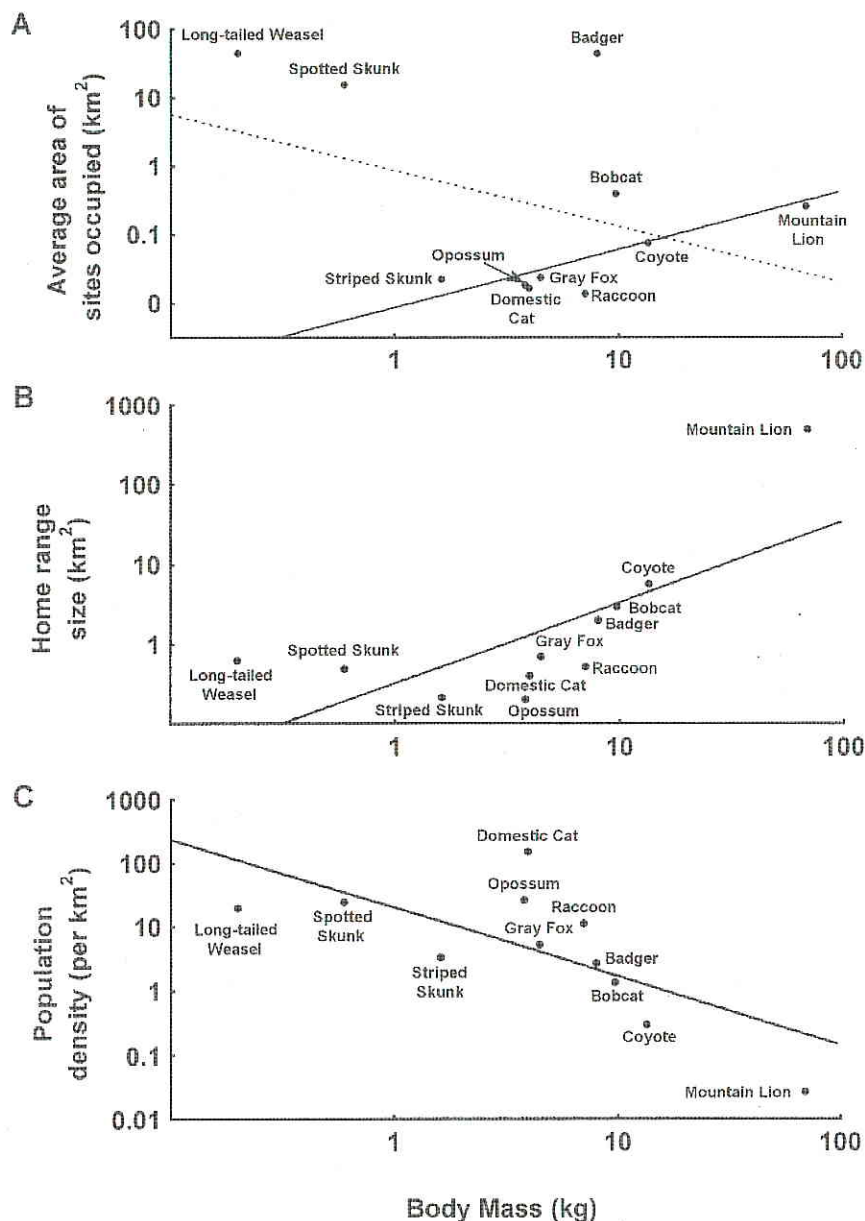 A
Average area of
sites occupied (km²)
100
10
1
0.1
0
Long-tailed Weasel
Spotted Skunk
Badger
Bobcat
Mountain
Lion
Coyote
Opossum
Striped Skunk
Gray Fox
Domestic
Cat
Raccoon
1
10
100
B
Home range
size (km²)
1000
100
10
1
Mountain Lion
Coyote
Bobcat
Badger
Gray Fox
Spotted Skunk
Long-tailed
Weasel
Raccoon
Domestic Cat
Striped Skunk
Opossum
1
10
100
C
Population
density (per km²)
1000
100
10
1
0.1
0.01
Domestic Cat
Opossum
Raccoon
Gray Fox
Long-tailed
Weasel
Spotted
Skunk
Striped
Skunk
Badger
Bobcat
Coyote
Mountain Lion
1
10
100
Body Mass (kg)